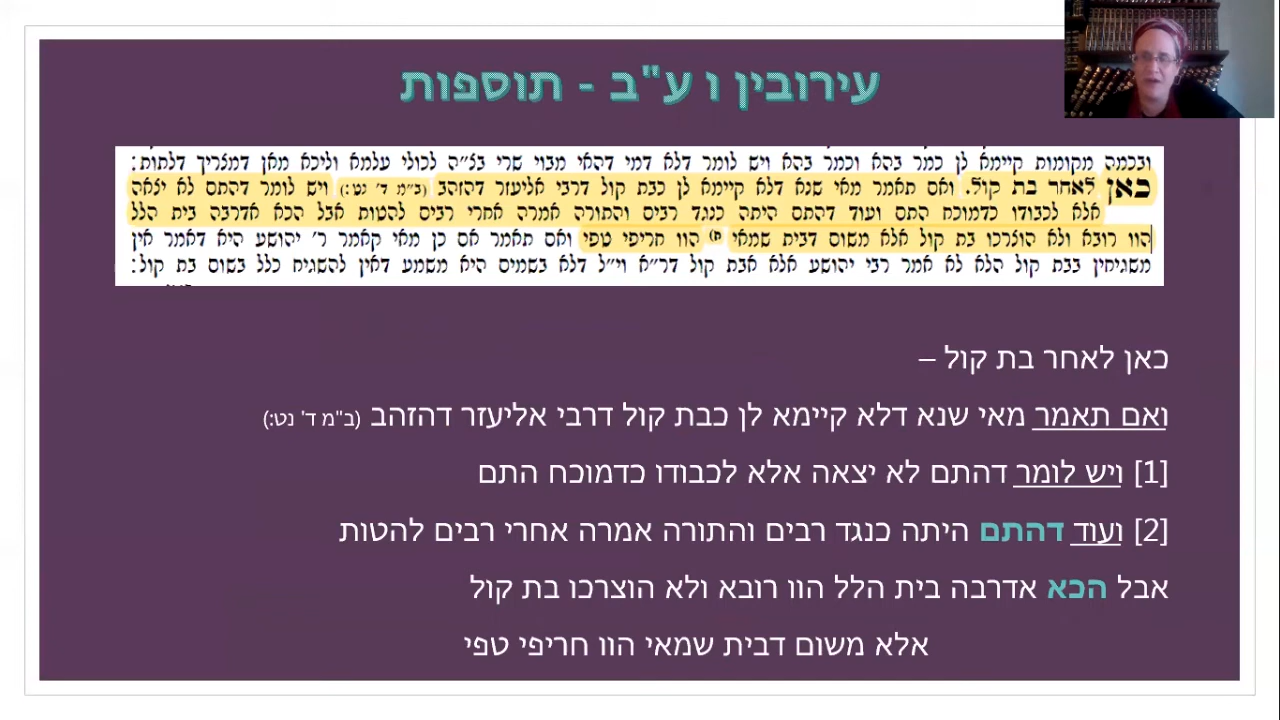 עירובין ו ע"ב - תוספות
ובכמה מקומות קיימא לן כמר בהא וכמר בהא ויש לומר דלא דמי דהאי מבוי שרי בצ״ה לכולי עלמא וליכא מאן דמצריך דלתות:
כאן לאחר בת קול. ואם תאמר מאי שנא דלא קיימא לן כבת קול דרבי אליעזר דהזהב (ב״מ ד׳ נט:) ויש לומר דהתם לא יצאה
אלא לכבודו כדמוכח התם ועוד דהתם היתה כנגד רבים והתורה אמרה אחרי רבים להטות אבל הכא אדרבה בית הלל
הוו רובא ולא הוצרכו בת קול אלא משום דבית שמאי הוו חריפי טפי ואם תאמר אם כן מאי קאמר ר׳ יהושע היא דאמר אין
משגיחין בבת קול הלא לא אמר רבי יהושע אלא אבת קול דר״א וי״ל דלא בשמים היא משמע דאין להשגיח כלל בשום בת קול:
כאן לאחר בת קול –
ואם תאמר מאי שנא דלא קיימא לן כבת קול דרבי אליעזר דהזהב (ב"מ ד' נט:)
[1] ויש לומר דהתם לא יצאה אלא לכבודו כדמוכח התם
[2] ועוד דהתם היתה כנגד רבים והתורה אמרה אחרי רבים להטות
אבל הכא אדרבה בית הלל הוו רובא ולא הוצרכו בת קול
אלא משום דבית שמאי הוו חריפי טפי